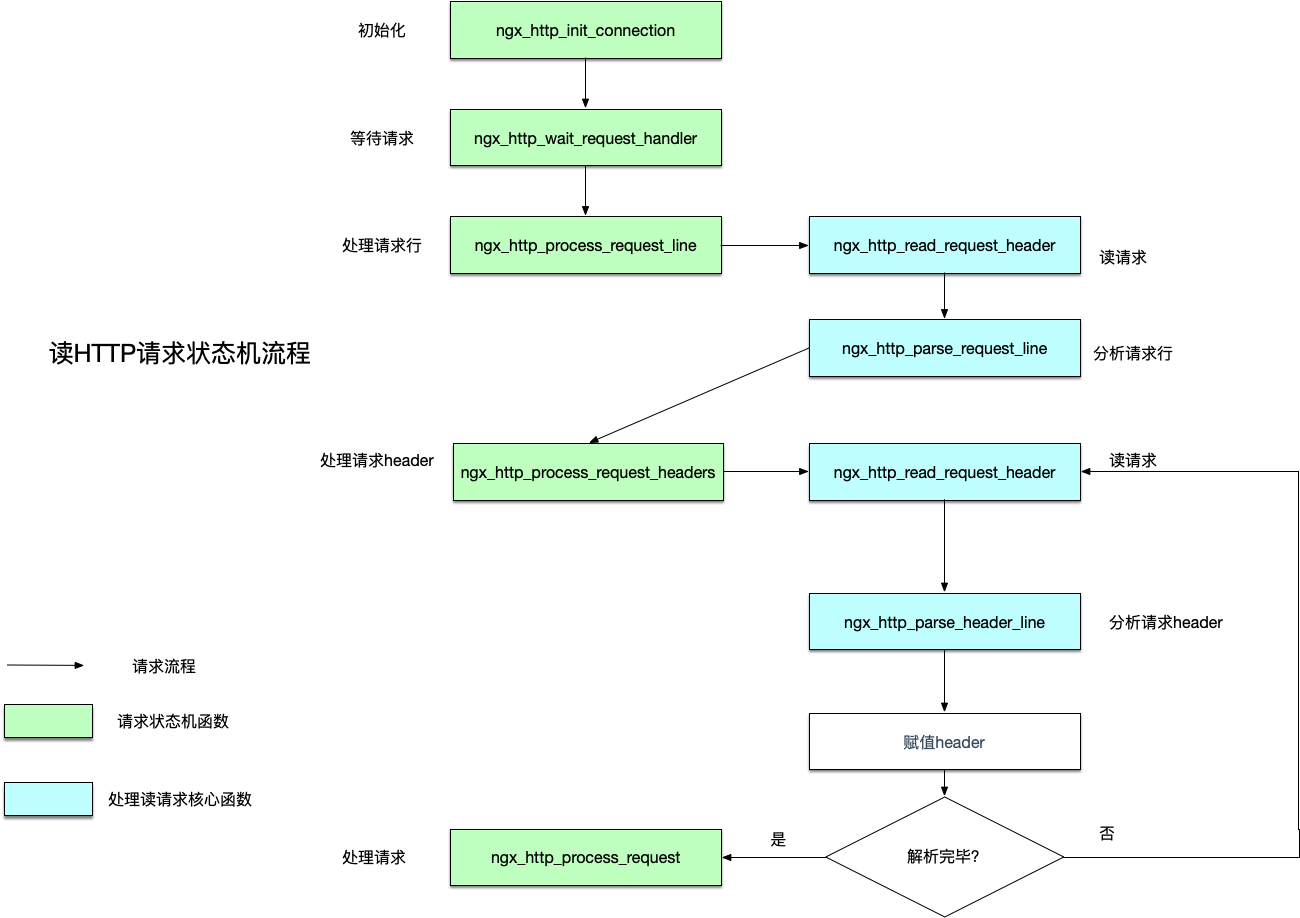 初始化
ngx_http_init_connection
等待请求
ngx_http_wait_request_handler
处理请求行
ngx_http_process_request_line
ngx_http_read_request_header
读请求
读HTTP请求状态机流程
ngx_http_parse_request_line
分析请求行
处理请求header
ngx_http_process_request_headers
ngx_http_read_request_header
读请求
ngx_http_parse_header_line
分析请求header
请求流程
请求状态机函数
赋值header
处理读请求核心函数
处理请求
ngx_http_process_request
是
解析完毕?
否